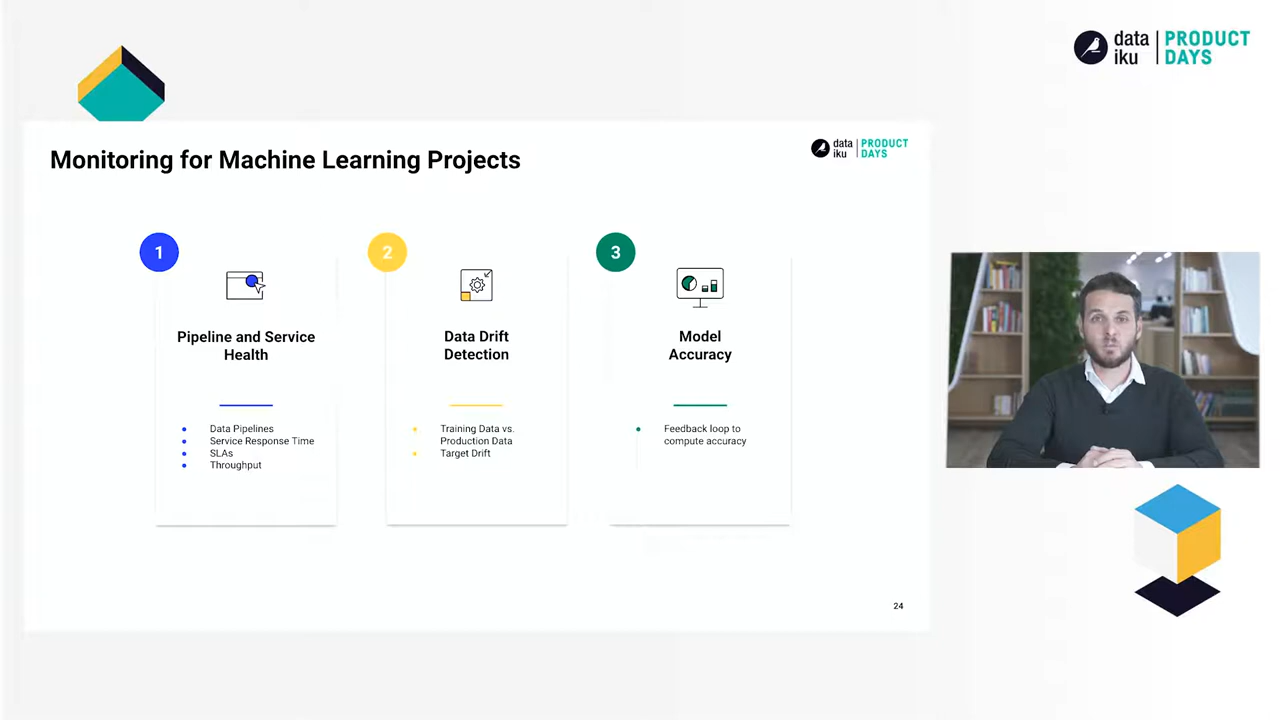 data
iku
PRODUCT
DAYS
Monitoring for Machine Learning Projects
data
iku
PRODUCT
DAYS
1
Pipeline and Service
Health
Data Pipelines
Service Response Time
SLAs
Throughput
2
Data Drift
Detection
Training Data vs.
Production Data
Target Drift
3
Model
Accuracy
Feedback loop to
compute accuracy
24